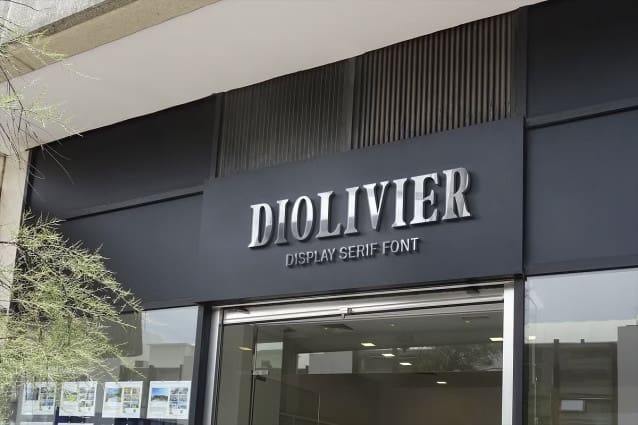 DIOLIVIER
DISPLAY SERIF FONT